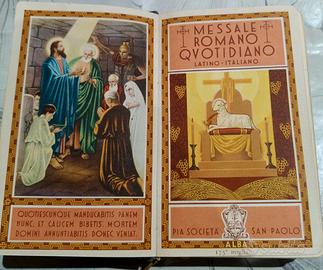 QUOTIESCUNQUE MANDUCABITIS PANEM
HUNC, ET CALICEM BIBETIS: MORTEM
DOMINI ANNUNTIABITIS DONEC VENIAT.
MESSALE
ROMANO
QVOTIDIANO
LATINO-ITALIANO
PIA SOCIETÀ SAN PAOLO
ALBA